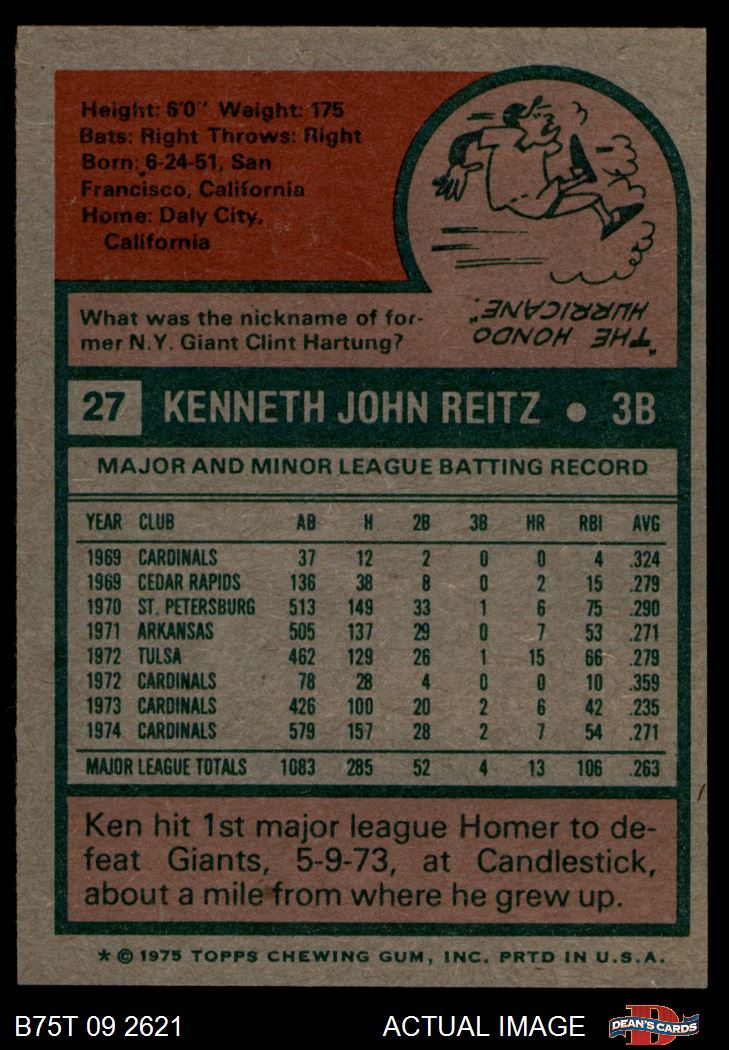 Height: 6'0" Weight: 175
Bats: Right Throws: Right
Born: 6-24-51, San
Francisco, California
Home: Daly City,
California
What was the nickname of for-
mer N.Y. Giant Clint Hartung?
"THE HONDO
HURRICANE."
27 KENNETH JOHN REITZ • 3B
MAJOR AND MINOR LEAGUE BATTING RECORD
YEAR CLUB AB H 2B 3B HR RBI AVG
1969 CARDINALS 37 12 2 0 0 4 .324
1969 CEDAR RAPIDS 136 38 8 0 2 15 .279
1970 ST. PETERSBURG 513 149 33 1 6 75 .290
1971 ARKANSAS 505 137 29 0 7 53 .271
1972 TULSA 462 129 26 1 15 66 .279
1972 CARDINALS 78 28 4 0 0 10 .359
1973 CARDINALS 426 100 20 2 6 42 .235
1974 CARDINALS 579 157 28 2 7 54 .271
MAJOR LEAGUE TOTALS 1083 285 52 4 13 106 .263
Ken hit 1st major league Homer to de-
feat Giants, 5-9-73, at Candlestick,
about a mile from where he grew up.
* © 1975 TOPPS CHEWING GUM, INC. PRTD IN U.S.A.
B75T 09 2621 ACTUAL IMAGE
DEAN'S CARDS